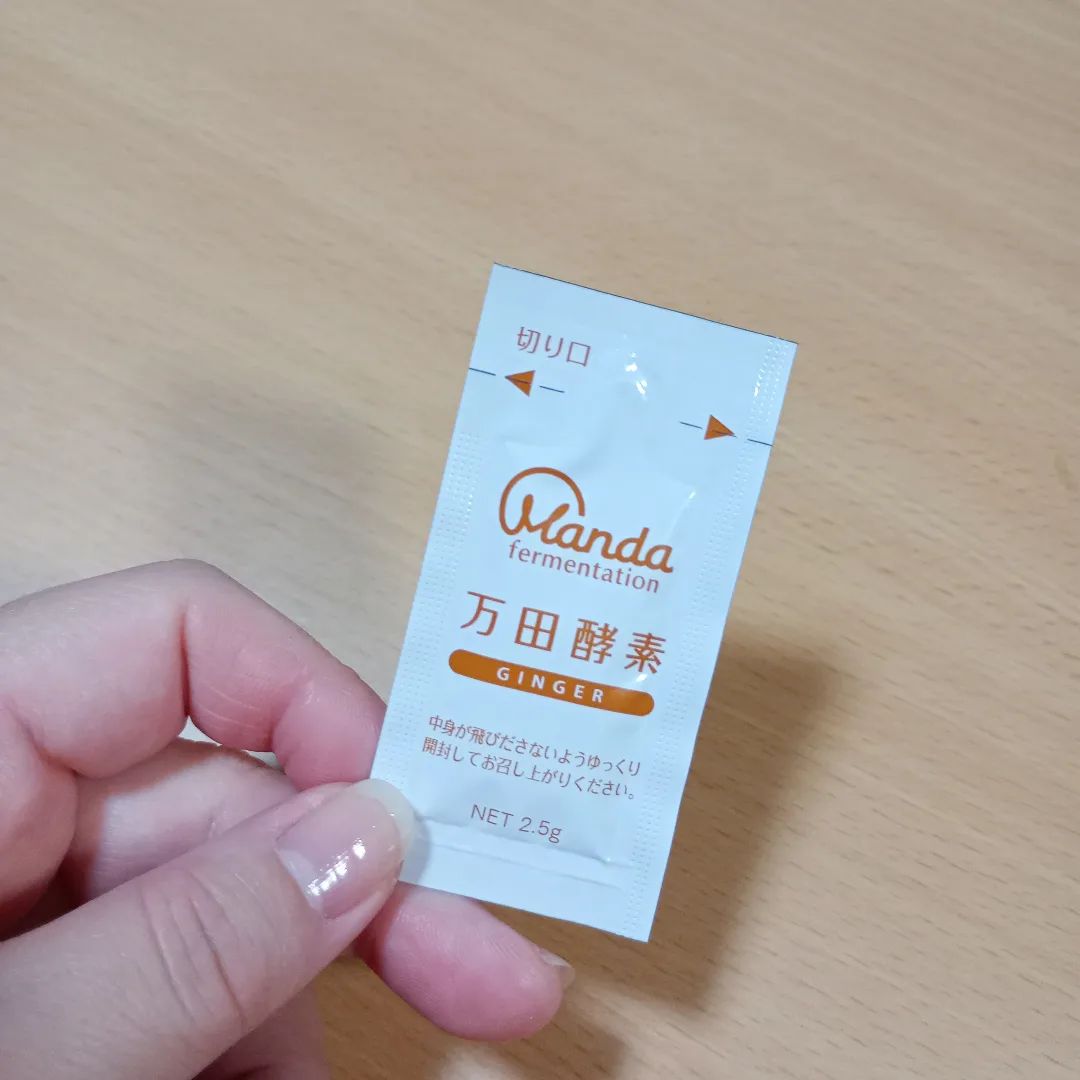 切り口
Manda
fermentation
万田酵素
GINGER
中身が飛びださないようゆっくり
開封してお召し上がりください。
NET 2.5g